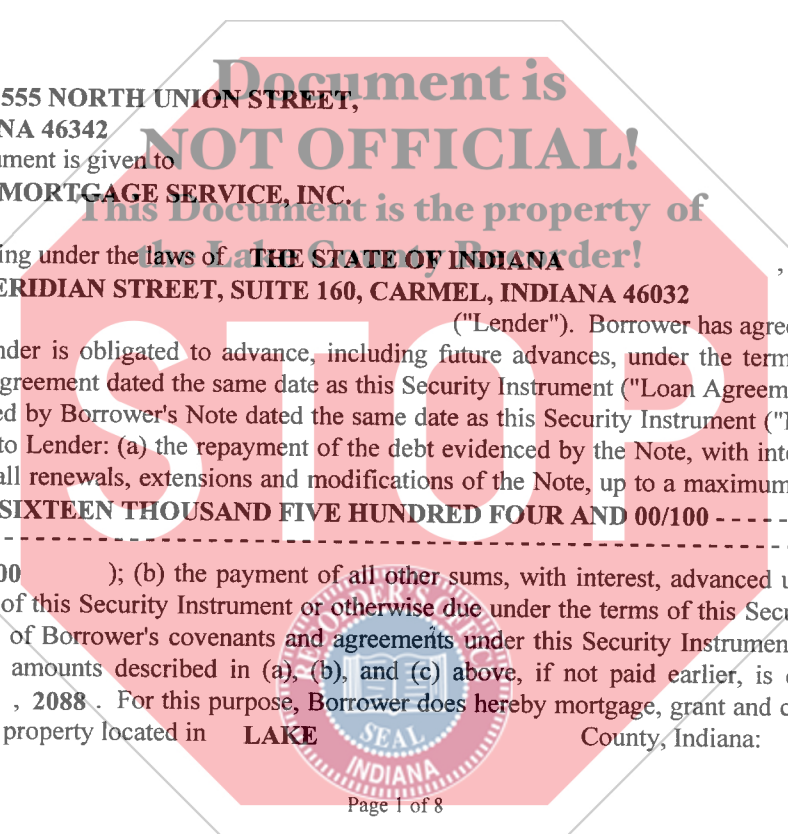 Document is
NOT OFFICIAL!
This Document is the property of
the Lake County Recorder!
STOP
555 NORTH UNION STREET,
NA 46342
ument is given to
MORTGAGE SERVICE, INC.
ing under the laws of THE STATE OF INDIANA ,
ERIDIAN STREET, SUITE 160, CARMEL, INDIANA 46032
("Lender"). Borrower has agree
nder is obligated to advance, including future advances, under the term
greement dated the same date as this Security Instrument ("Loan Agreem
ed by Borrower's Note dated the same date as this Security Instrument ("
to Lender: (a) the repayment of the debt evidenced by the Note, with inte
all renewals, extensions and modifications of the Note, up to a maximum
SIXTEEN THOUSAND FIVE HUNDRED FOUR AND 00/100 - - - - -
00 ); (b) the payment of all other sums, with interest, advanced u
of this Security Instrument or otherwise due under the terms of this Secu
of Borrower's covenants and agreements under this Security Instrument
amounts described in (a), (b), and (c) above, if not paid earlier, is
, 2088 . For this purpose, Borrower does hereby mortgage, grant and c
property located in LAKE County, Indiana:
RECORDER'S OFFICE
SEAL
INDIANA
Page 1 of 8